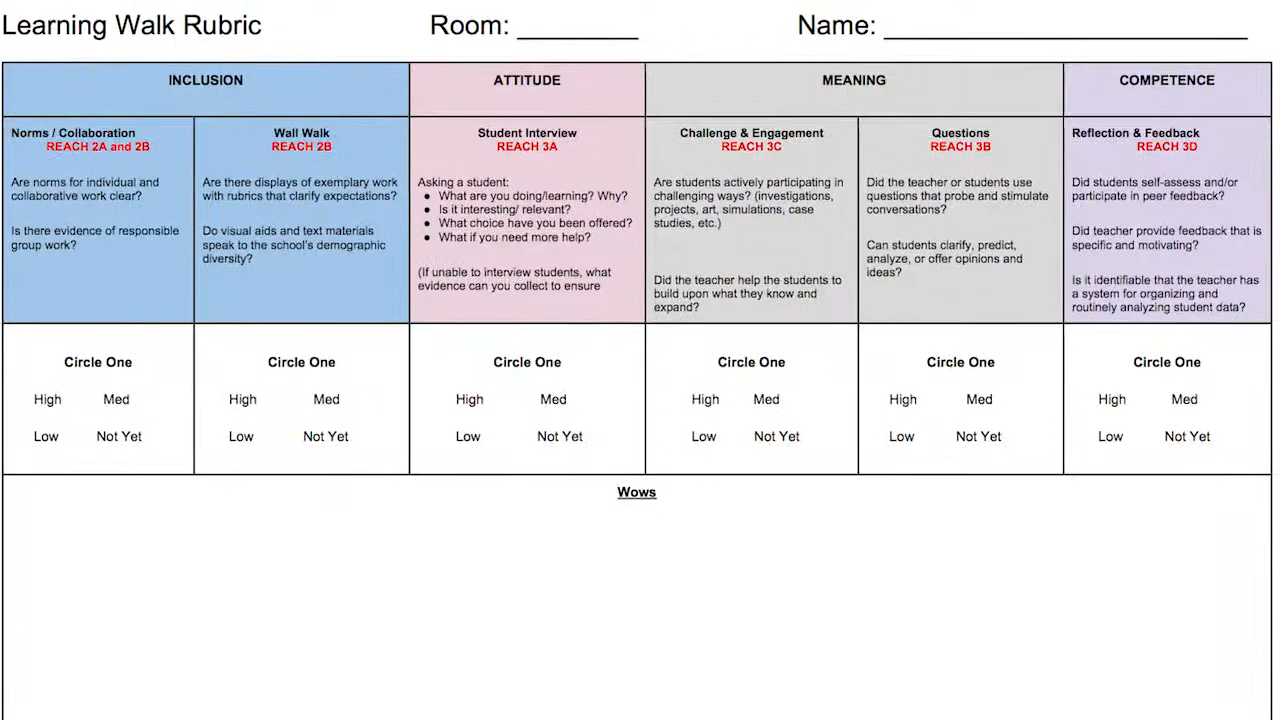 Learning Walk Rubric Room: ________ Name: _________________________
INCLUSION ATTITUDE MEANING COMPETENCE
Norms / Collaboration
REACH 2A and 2B
Are norms for individual and
collaborative work clear?
Is there evidence of responsible
group work?
Wall Walk
REACH 2B
Are there displays of exemplary work
with rubrics that clarify expectations?
Do visual aids and text materials
speak to the school's demographic
diversity?
Student Interview
REACH 3A
Asking a student:
● What are you doing/learning? Why?
● Is it interesting/ relevant?
● What choice have you been offered?
● What if you need more help?
(If unable to interview students, what
evidence can you collect to ensure
Challenge & Engagement
REACH 3C
Are students actively participating in
challenging ways? (investigations,
projects, art, simulations, case
studies, etc.)
Did the teacher help the students to
build upon what they know and
expand?
Questions
REACH 3B
Did the teacher or students use
questions that probe and stimulate
conversations?
Can students clarify, predict,
analyze, or offer opinions and
ideas?
Reflection & Feedback
REACH 3D
Did students self-assess and/or
participate in peer feedback?
Did teacher provide feedback that is
specific and motivating?
Is it identifiable that the teacher has
a system for organizing and
routinely analyzing student data?
Circle One
High Med
Low Not Yet
Circle One
High Med
Low Not Yet
Circle One
High Med
Low Not Yet
Circle One
High Med
Low Not Yet
Circle One
High Med
Low Not Yet
Circle One
High Med
Low Not Yet
Wows